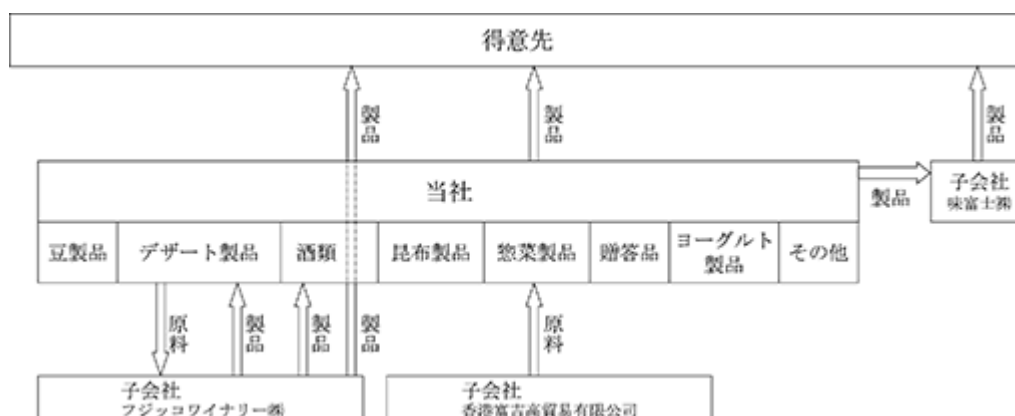 得意先
製品
製品
製品
当社
製品
子会社
味富士㈱
豆製品
デザート製品
酒類
昆布製品
惣菜製品
贈答品
ヨーグルト
製品
その他
原料
製品
製品
製品
原料
子会社
フジッコワイナリー㈱
子会社
香港富吉高貿易有限公司